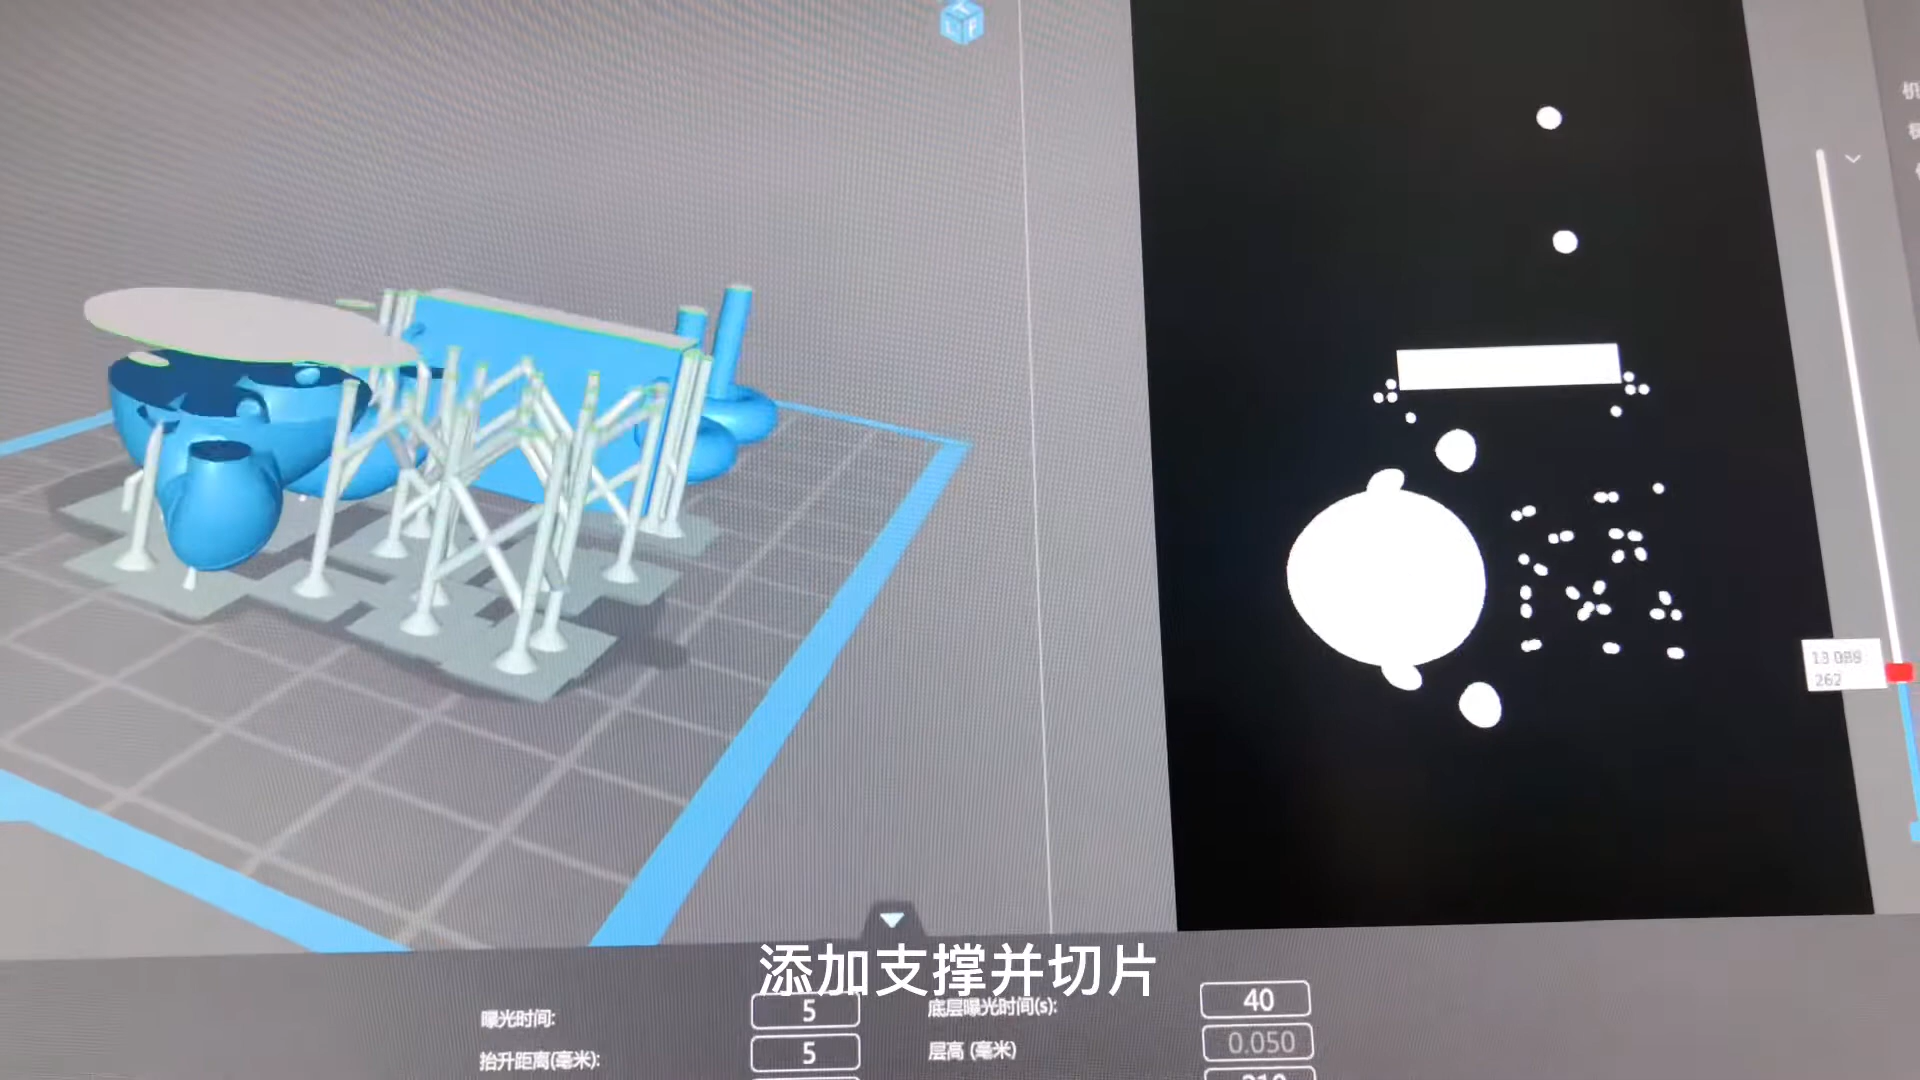 添加支撑并切片
曝光时间: 5
底层曝光时间(s): 40
抬升距离(毫米): 5
层高 (毫米) 0.050
262